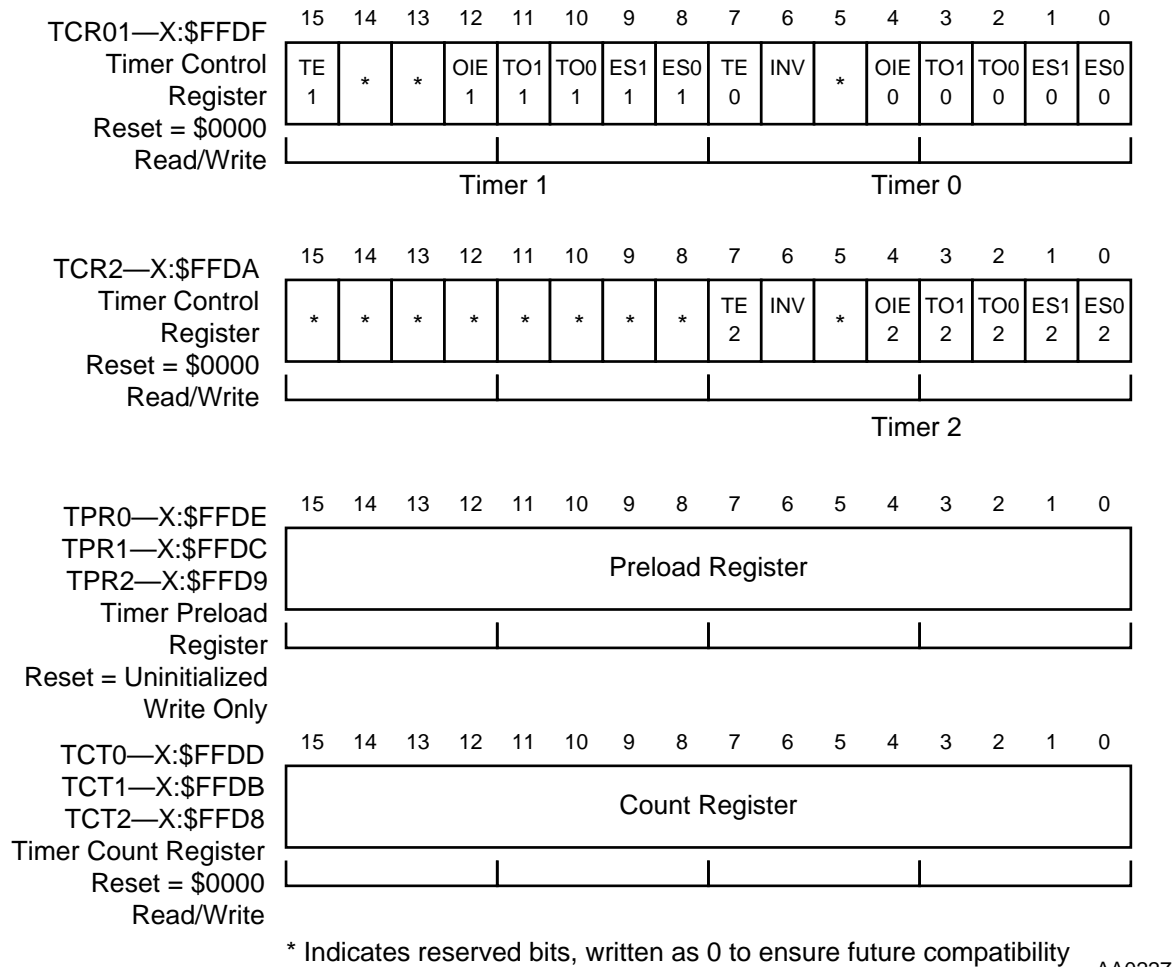 TCR01—X:$FFDF
Timer Control
Register
Reset = $0000
Read/Write
15 14 13 12 11 10 9 8 7 6 5 4 3 2 1 0
TE * * OIE TO1 TO0 ES1 ES0 TE INV * OIE TO1 TO0 ES1 ES0
1 1 1 1 1 1 0 0 0 0 0 0
Timer 1 Timer 0
TCR2—X:$FFDA
Timer Control
Register
Reset = $0000
Read/Write
15 14 13 12 11 10 9 8 7 6 5 4 3 2 1 0
* * * * * * * * TE INV * OIE TO1 TO0 ES1 ES0
2 2 2 2 2 2
Timer 2
TPR0—X:$FFDE
TPR1—X:$FFDC
TPR2—X:$FFD9
Timer Preload
Register
Reset = Uninitialized
Write Only
15 14 13 12 11 10 9 8 7 6 5 4 3 2 1 0
Preload Register
TCT0—X:$FFDD
TCT1—X:$FFDB
TCT2—X:$FFD8
Timer Count Register
Reset = $0000
Read/Write
15 14 13 12 11 10 9 8 7 6 5 4 3 2 1 0
Count Register
* Indicates reserved bits, written as 0 to ensure future compatibility